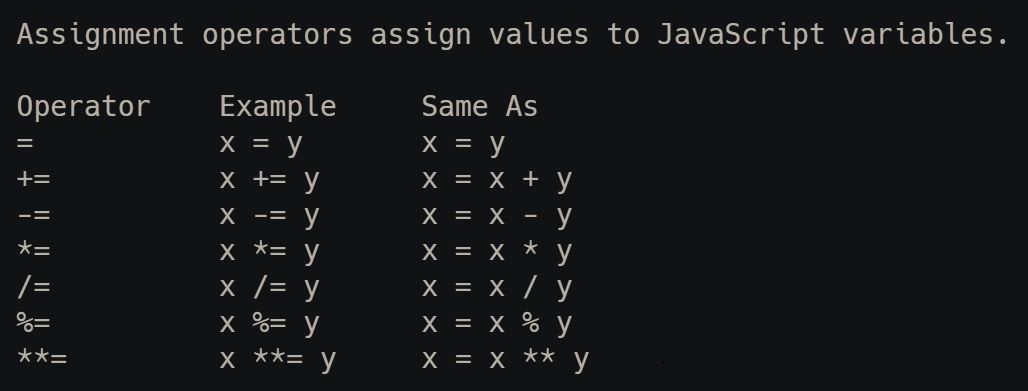 Assignment operators assign values to JavaScript variables.
Operator    Example     Same As
=           x = y       x = y
+=          x += y      x = x + y
-=          x -= y      x = x - y
*=          x *= y      x = x * y
/=          x /= y      x = x / y
%=          x %= y      x = x % y
**=         x **= y     x = x ** y